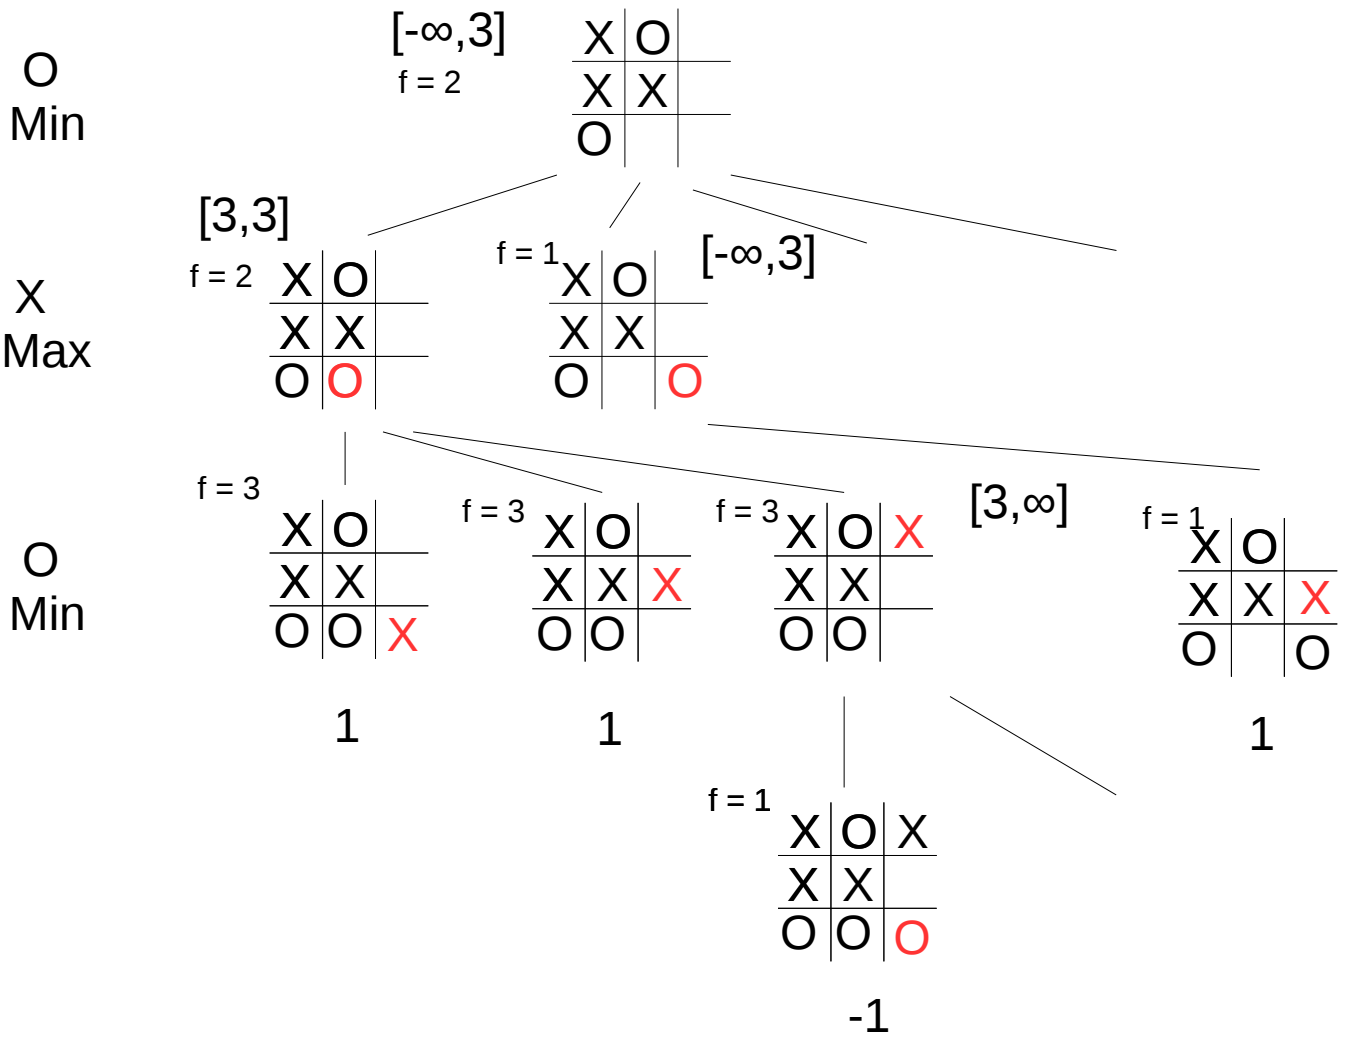 O
Min
[-∞,3]
f = 2
X O
X X
O
X
Max
[3,3]
f = 2
X O
X X
O O
f = 1
[-∞,3]
X O
X X
O O
O
Min
f = 3
X O
X X
O O X
1
f = 3
X O
X X X
O O
1
f = 3
X O X
X X
O O
[3,∞]
f = 1
X O
X X X
O O
1
f = 1
X O X
X X
O O O
-1